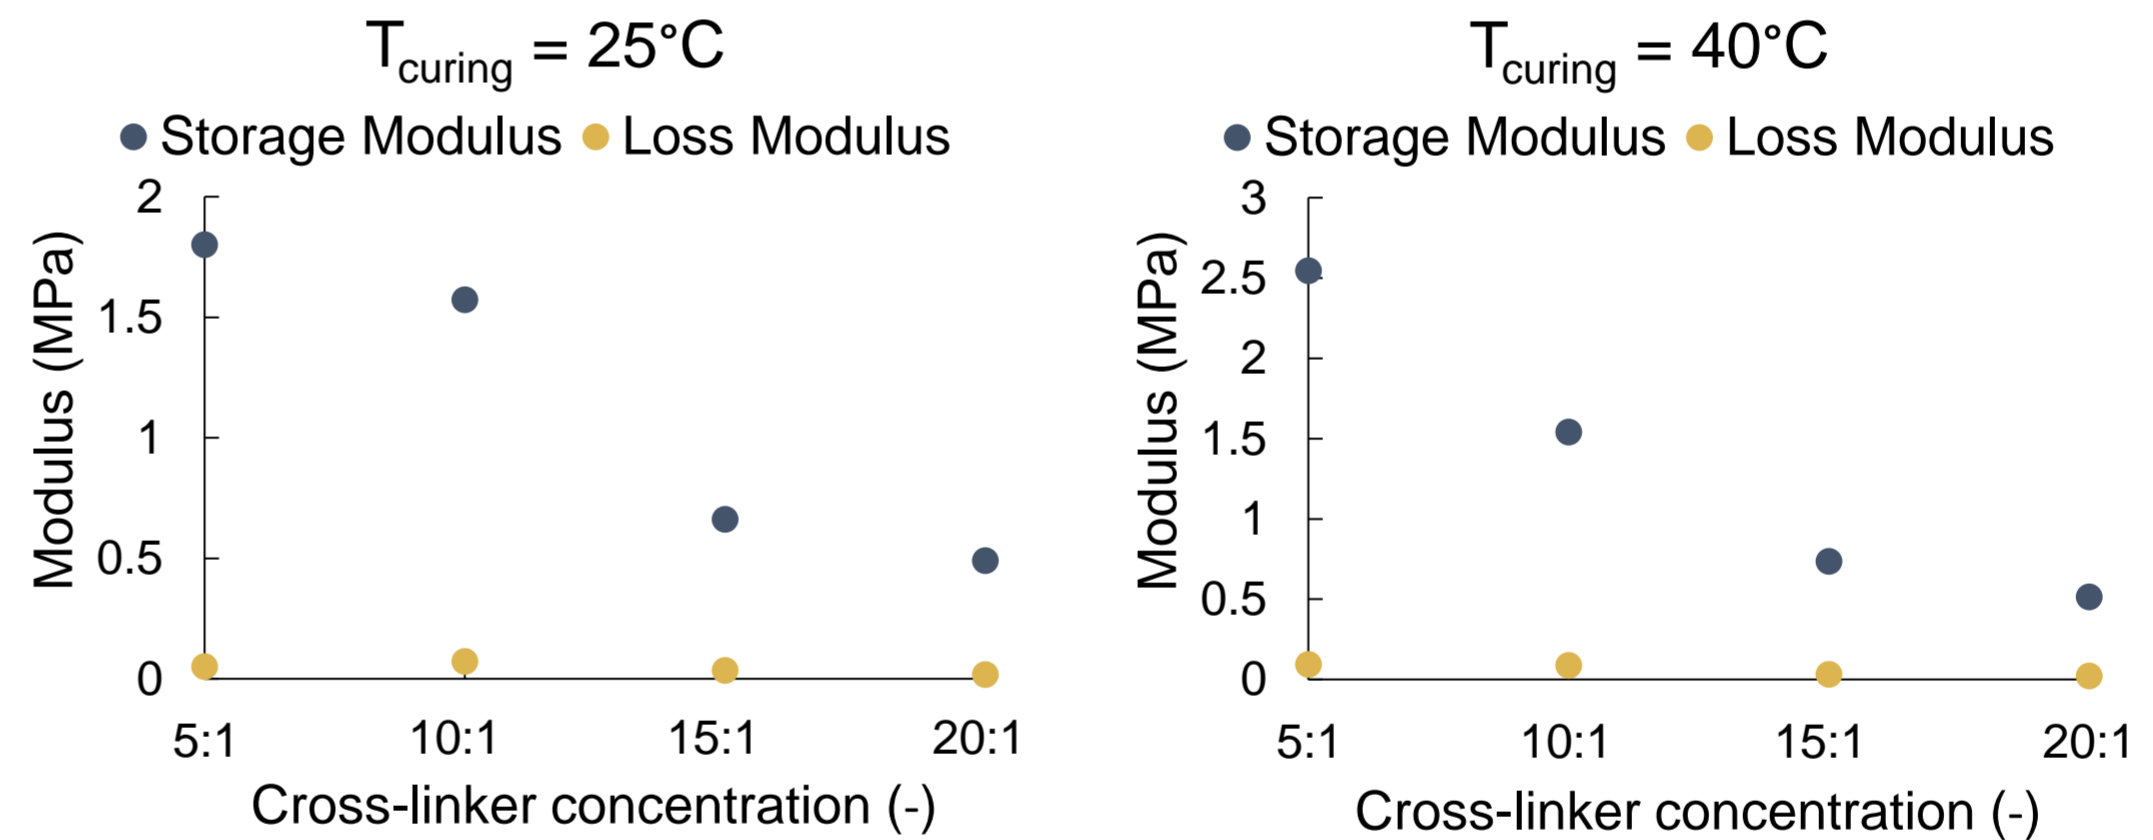 T_curing = 25°C
Storage Modulus Loss Modulus
Modulus (MPa)
2
1.5
1
0.5
0
5:1 10:1 15:1 20:1
Cross-linker concentration (-)
T_curing = 40°C
Storage Modulus Loss Modulus
Modulus (MPa)
3
2.5
2
1.5
1
0.5
0
5:1 10:1 15:1 20:1
Cross-linker concentration (-)